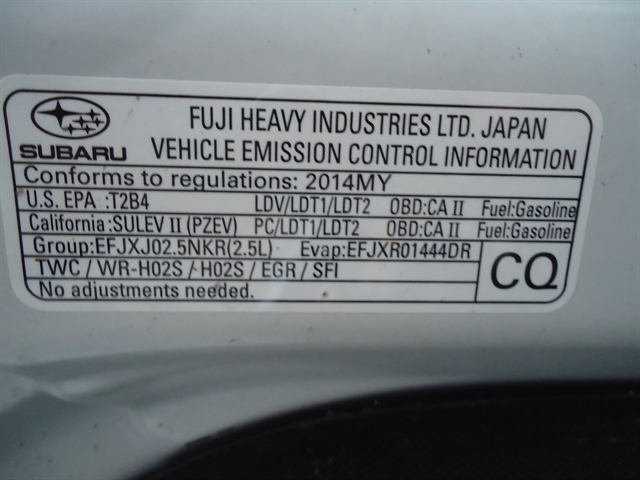 FUJI HEAVY INDUSTRIES LTD. JAPAN
SUBARU VEHICLE EMISSION CONTROL INFORMATION
Conforms to regulations: 2014MY
U.S. EPA :T2B4 LDV/LDT1/LDT2 OBD:CA II Fuel:Gasoline
California:SULEV II (PZEV) PC/LDT1/LDT2 OBD:CA II Fuel:Gasoline
Group:EFJXJ02.5NKR(2.5L) Evap:EFJXR01444DR
TWC / WR-HO2S / HO2S / EGR / SFI
CQ
No adjustments needed.